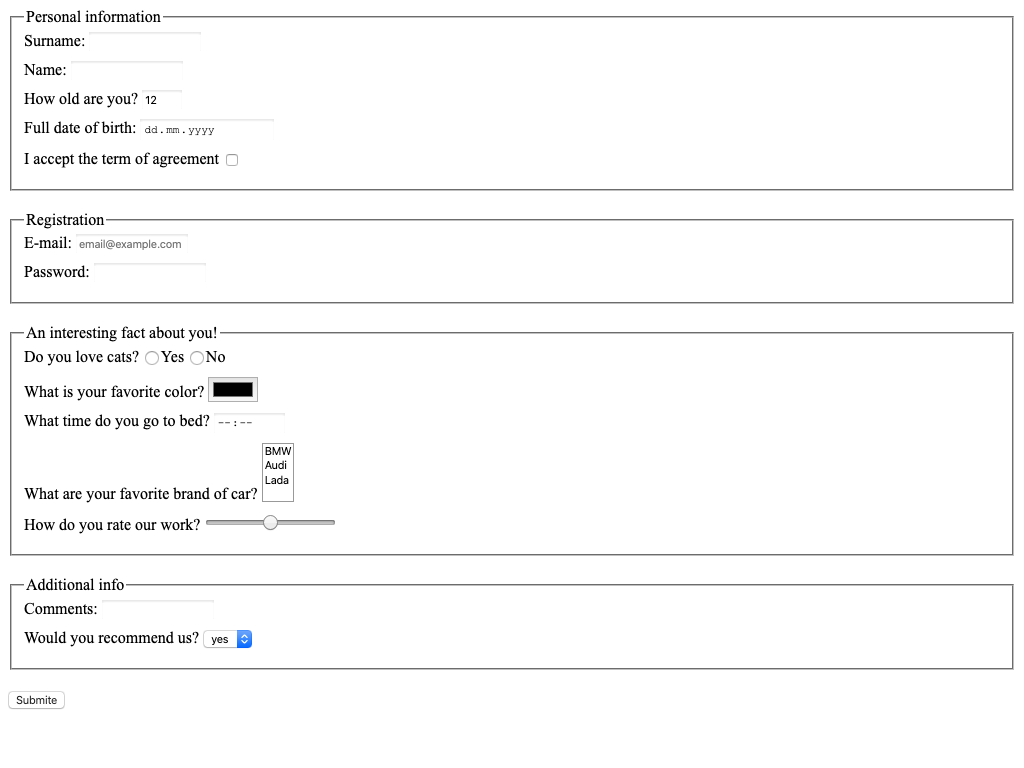 Personal information
Surname:
Name:
How old are you? 12
Full date of birth: dd.mm.yyyy
I accept the term of agreement
Registration
E-mail: email@example.com
Password:
An interesting fact about you!
Do you love cats? Yes No
What is your favorite color?
What time do you go to bed? --:--
BMW
Audi
Lada
What are your favorite brand of car?
How do you rate our work?
Additional info
Comments:
Would you recommend us? yes
Submite